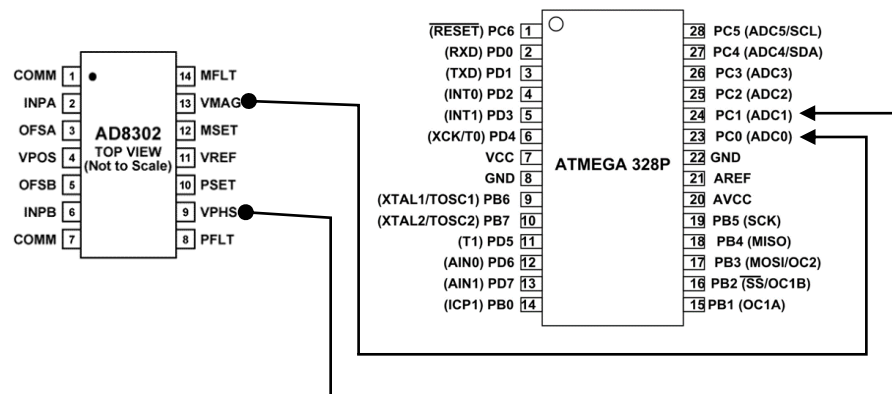 COMM 1
INPA 2
OFSA 3
VPOS 4
OFSB 5
INPB 6
COMM 7
AD8302
TOP VIEW
(Not to Scale)
14 MFLT
13 VMAG
12 MSET
11 VREF
10 PSET
9 VPHS
8 PFLT
(RESET) PC6 1
(RXD) PD0 2
(TXD) PD1 3
(INT0) PD2 4
(INT1) PD3 5
(XCK/T0) PD4 6
VCC 7
GND 8
(XTAL1/TOSC1) PB6 9
(XTAL2/TOSC2) PB7 10
(T1) PD5 11
(AIN0) PD6 12
(AIN1) PD7 13
(ICP1) PB0 14
ATMEGA 328P
28 PC5 (ADC5/SCL)
27 PC4 (ADC4/SDA)
26 PC3 (ADC3)
25 PC2 (ADC2)
24 PC1 (ADC1)
23 PC0 (ADC0)
22 GND
21 AREF
20 AVCC
19 PB5 (SCK)
18 PB4 (MISO)
17 PB3 (MOSI/OC2)
16 PB2 (SS/OC1B)
15 PB1 (OC1A)